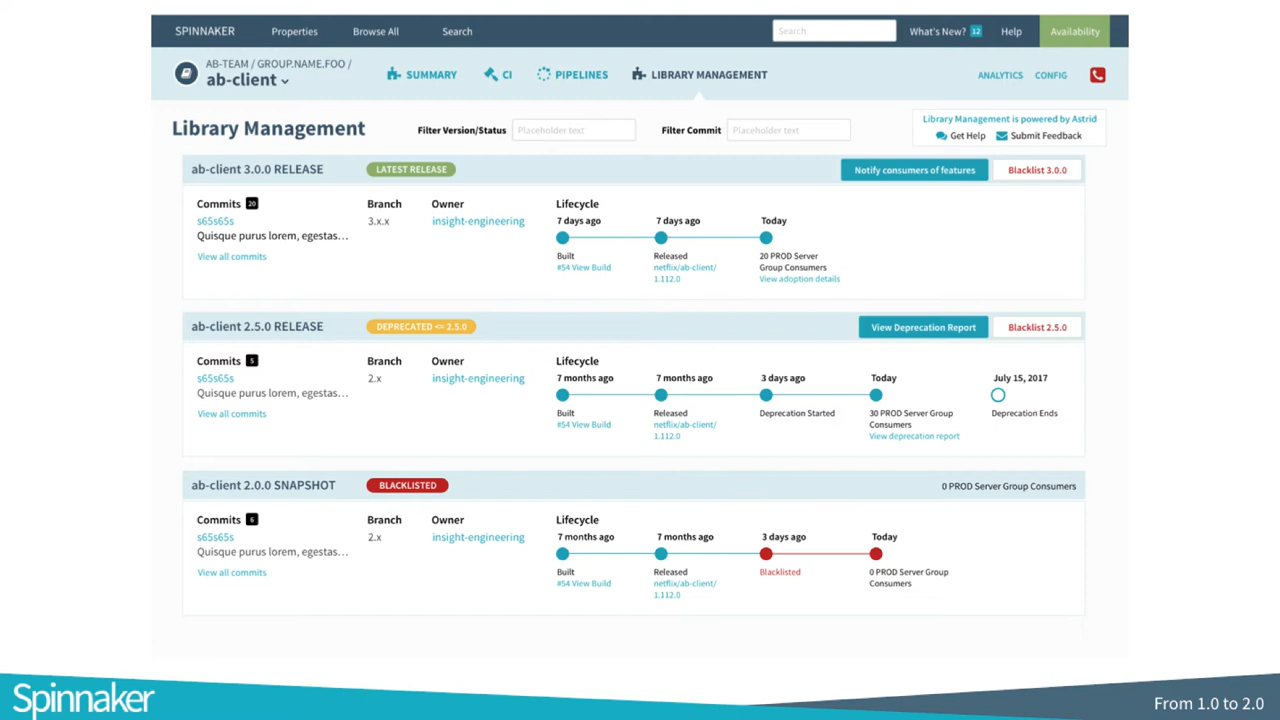 SPINNAKER Properties Browse All Search Search What's New? 12 Help Availability
AB-TEAM / GROUP.NAME.FOO /
ab-client
SUMMARY CI PIPELINES LIBRARY MANAGEMENT ANALYTICS CONFIG
Library Management
Filter Version/Status Placeholder text Filter Commit Placeholder text
Library Management is powered by Astrid
Get Help Submit Feedback
ab-client 3.0.0 RELEASE LATEST RELEASE Notify consumers of features Blacklist 3.0.0
Commits 20 Branch Owner Lifecycle
s65s65s 3.x.x insight-engineering 7 days ago 7 days ago Today
Quisque purus lorem, egestas...
View all commits
Built Released 20 PROD Server
#54 View Build netflix/ab-client/ Group Consumers
1.112.0 View adoption details
ab-client 2.5.0 RELEASE DEPRECATED <= 2.5.0 View Deprecation Report Blacklist 2.5.0
Commits 5 Branch Owner Lifecycle
s65s65s 2.x insight-engineering 7 months ago 7 months ago 3 days ago Today July 15, 2017
Quisque purus lorem, egestas...
View all commits
Built Released Deprecation Started 30 PROD Server Group Deprecation Ends
#54 View Build netflix/ab-client/ Consumers
1.112.0 View deprecation report
ab-client 2.0.0 SNAPSHOT BLACKLISTED 0 PROD Server Group Consumers
Commits 6 Branch Owner Lifecycle
s65s65s 2.x insight-engineering 7 months ago 7 months ago 3 days ago Today
Quisque purus lorem, egestas...
View all commits
Built Released Blacklisted 0 PROD Server Group
#54 View Build netflix/ab-client/ Consumers
1.112.0
Spinnaker From 1.0 to 2.0